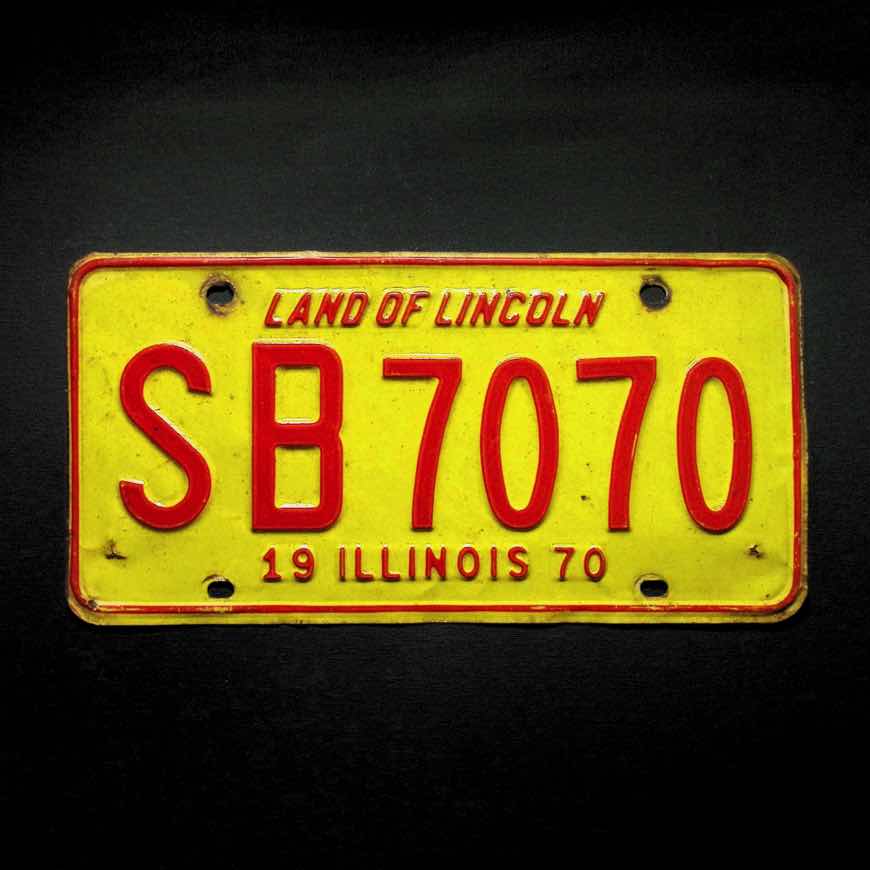 LAND OF LINCOLN
SB 7070
19 ILLINOIS 70